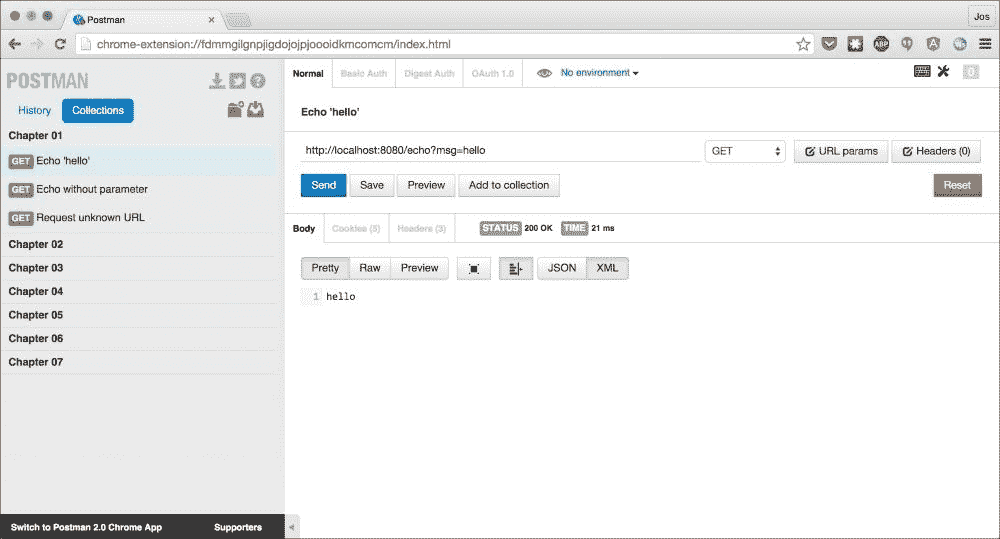 Postman
Jos
chrome-extension://fdmmgilgnpjigdojojpjoooidkmcomcm/index.html
POSTMAN
Normal
Basic Auth
Digest Auth
OAuth 1.0
No environment
History
Collections
Chapter 01
GET Echo 'hello'
GET Echo without parameter
GET Request unknown URL
Chapter 02
Chapter 03
Chapter 04
Chapter 05
Chapter 06
Chapter 07
Switch to Postman 2.0 Chrome App
Supporters
Echo 'hello'
http://localhost:8080/echo?msg=hello
GET
URL params
Headers (0)
Send
Save
Preview
Add to collection
Reset
Body
Cookies (5)
Headers (3)
STATUS 200 OK
TIME 21 ms
Pretty
Raw
Preview
JSON
XML
1 hello